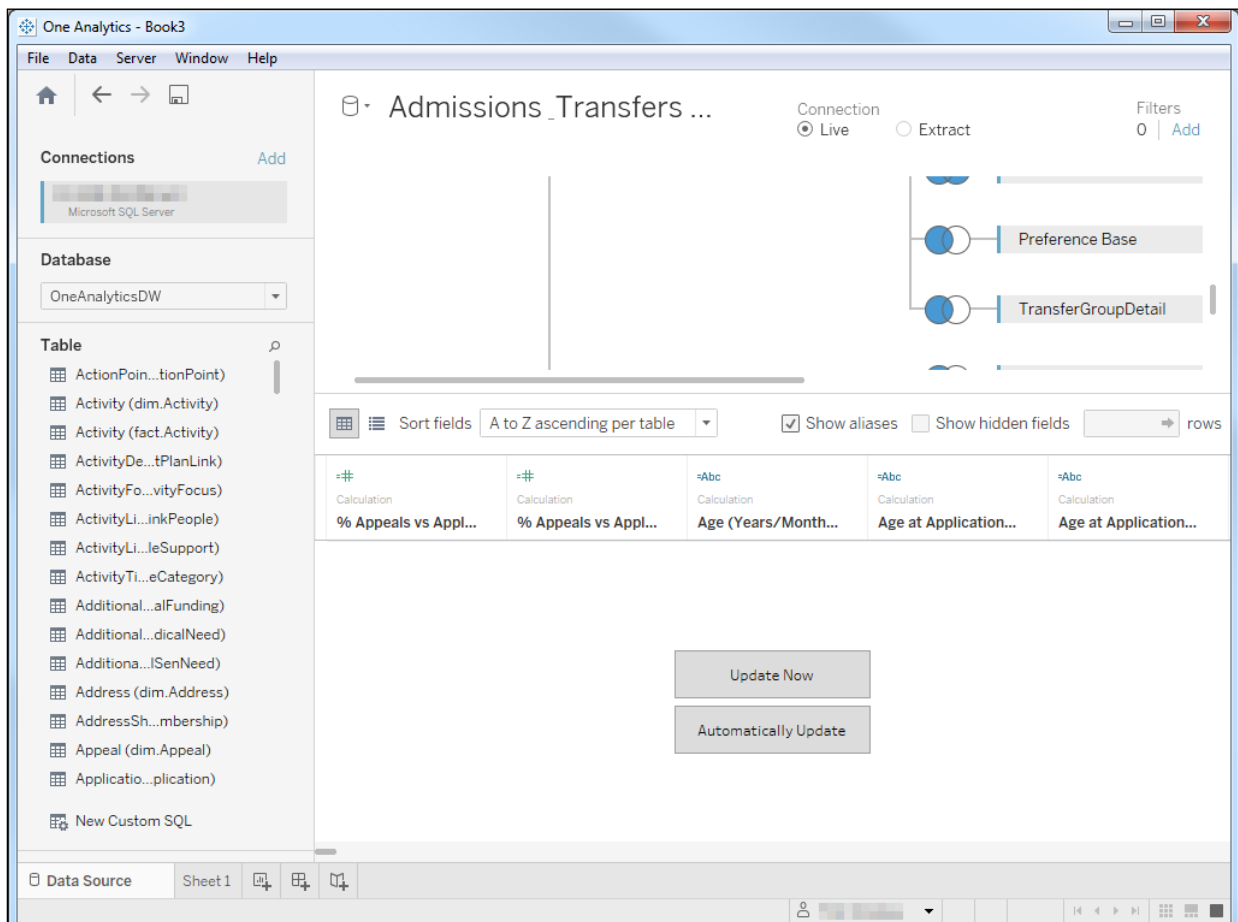 One Analytics - Book3
File Data Server Window Help
Admissions_Transfers ...
Connection
Live Extract
Filters
0 | Add
Connections Add
Microsoft SQL Server
Database
OneAnalyticsDW
Table
ActionPoin...tionPoint)
Activity (dim.Activity)
Activity (fact.Activity)
ActivityDe...tPlanLink)
ActivityFo...vityFocus)
ActivityLi...inkPeople)
ActivityLi...leSupport)
ActivityTi...eCategory)
Additional...alFunding)
Additional...dicalNeed)
Additiona...lSenNeed)
Address (dim.Address)
AddressSh...mbership)
Appeal (dim.Appeal)
Applicatio...plication)
New Custom SQL
Preference Base
TransferGroupDetail
Sort fields A to Z ascending per table Show aliases Show hidden fields rows
=# =# =Abc =Abc =Abc
Calculation Calculation Calculation Calculation Calculation
% Appeals vs Appl... % Appeals vs Appl... Age (Years/Month... Age at Application... Age at Application...
Update Now
Automatically Update
Data Source Sheet 1